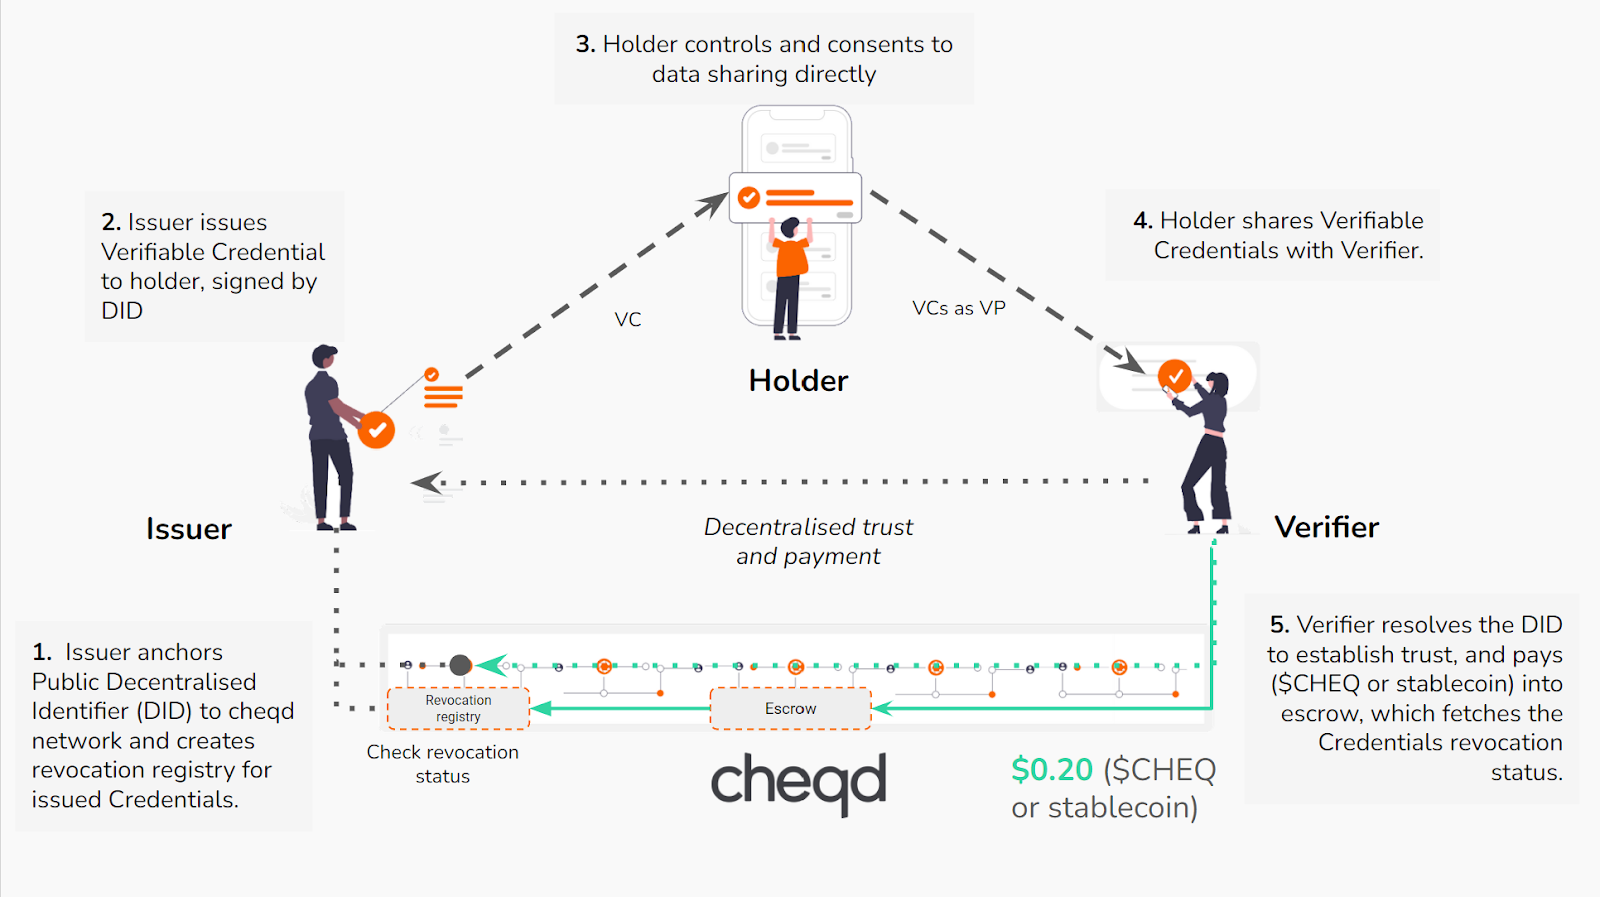 3. Holder controls and consents to
data sharing directly
2. Issuer issues
Verifiable Credential
to holder, signed by
DID
4. Holder shares Verifiable
Credentials with Verifier.
VC
VCs as VP
Holder
Issuer
Verifier
Decentralised trust
and payment
1. Issuer anchors
Public Decentralised
Identifier (DID) to cheqd
network and creates
revocation registry for
issued Credentials.
Revocation
registry
Escrow
Check revocation
status
cheqd
$0.20 ($CHEQ
or stablecoin)
5. Verifier resolves the DID
to establish trust, and pays
($CHEQ or stablecoin) into
escrow, which fetches the
Credentials revocation
status.